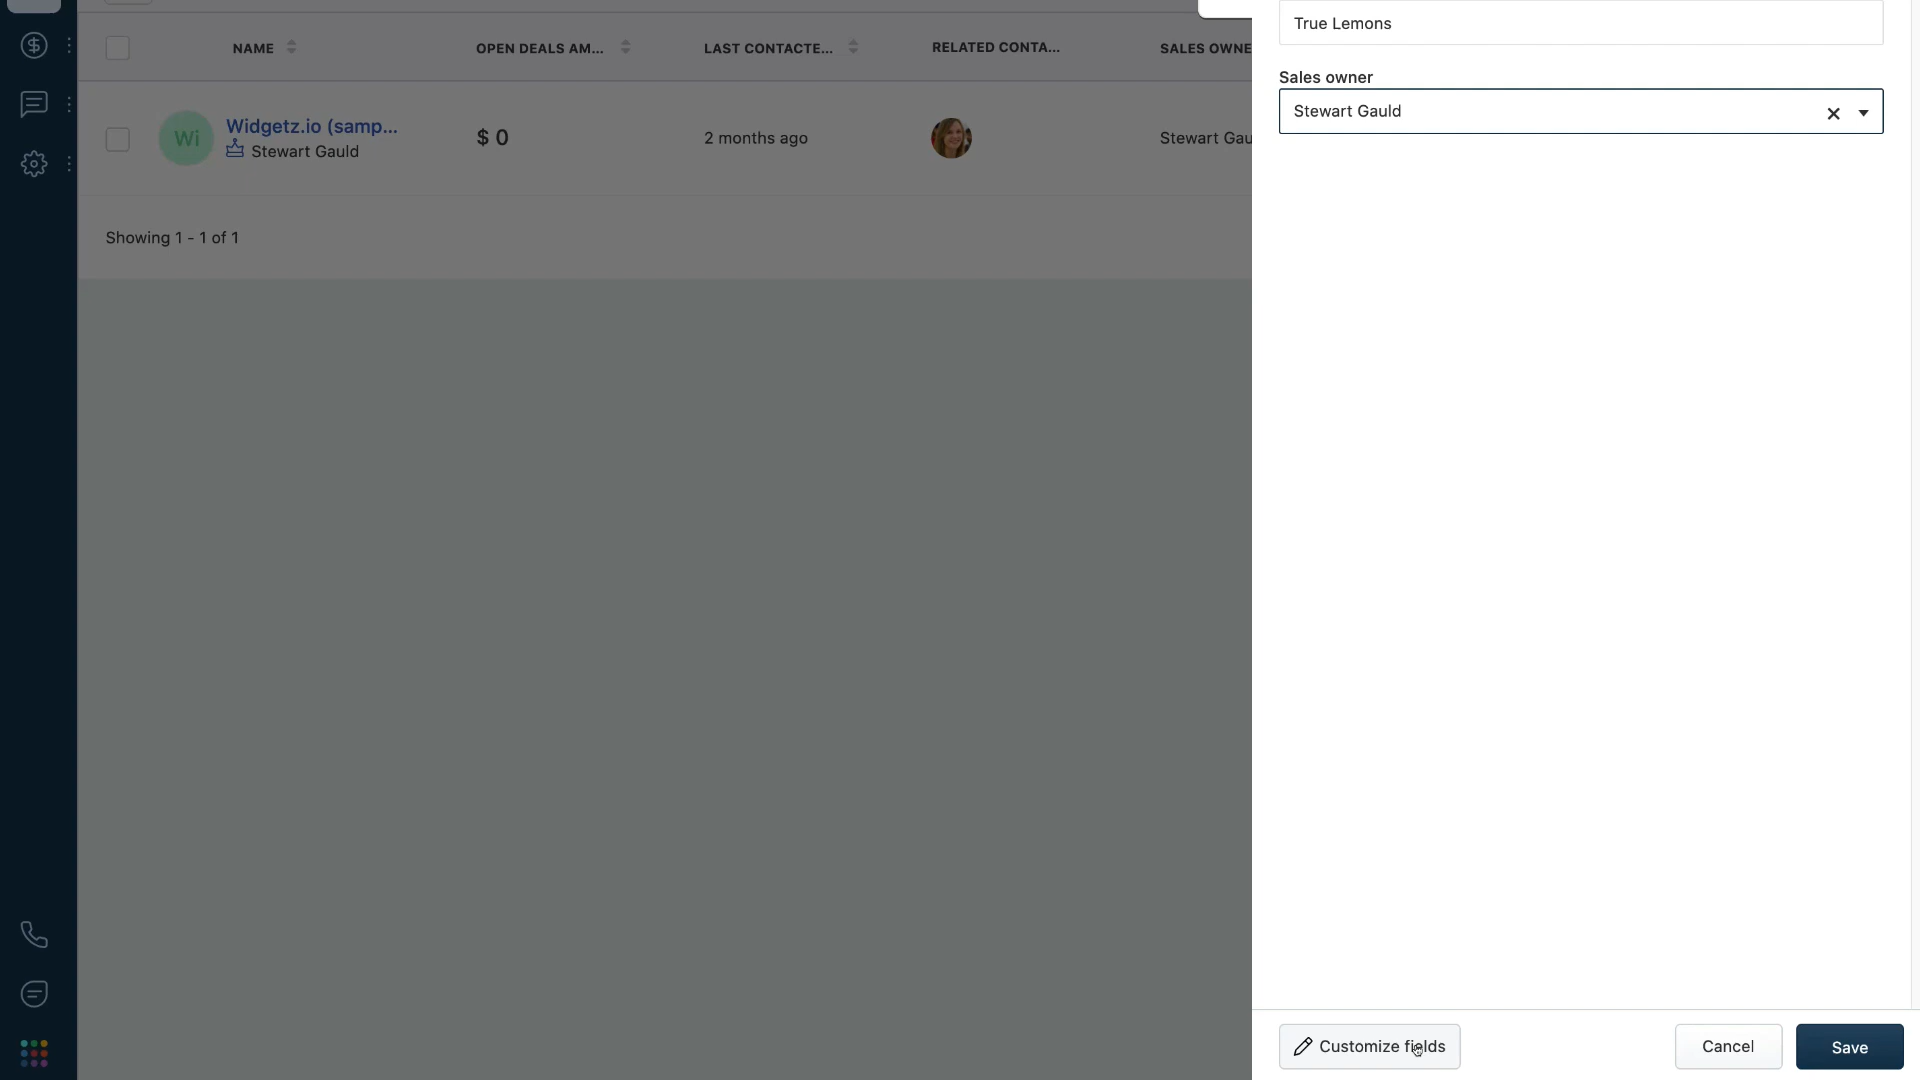 NAME
OPEN DEALS AM...
LAST CONTACTE...
RELATED CONTA...
SALES OWNE
Wi
Widgetz.io (samp...
Stewart Gauld
$ 0
2 months ago
Stewart Gau
Showing 1 - 1 of 1
True Lemons
Sales owner
Stewart Gauld
Customize fields
Cancel
Save